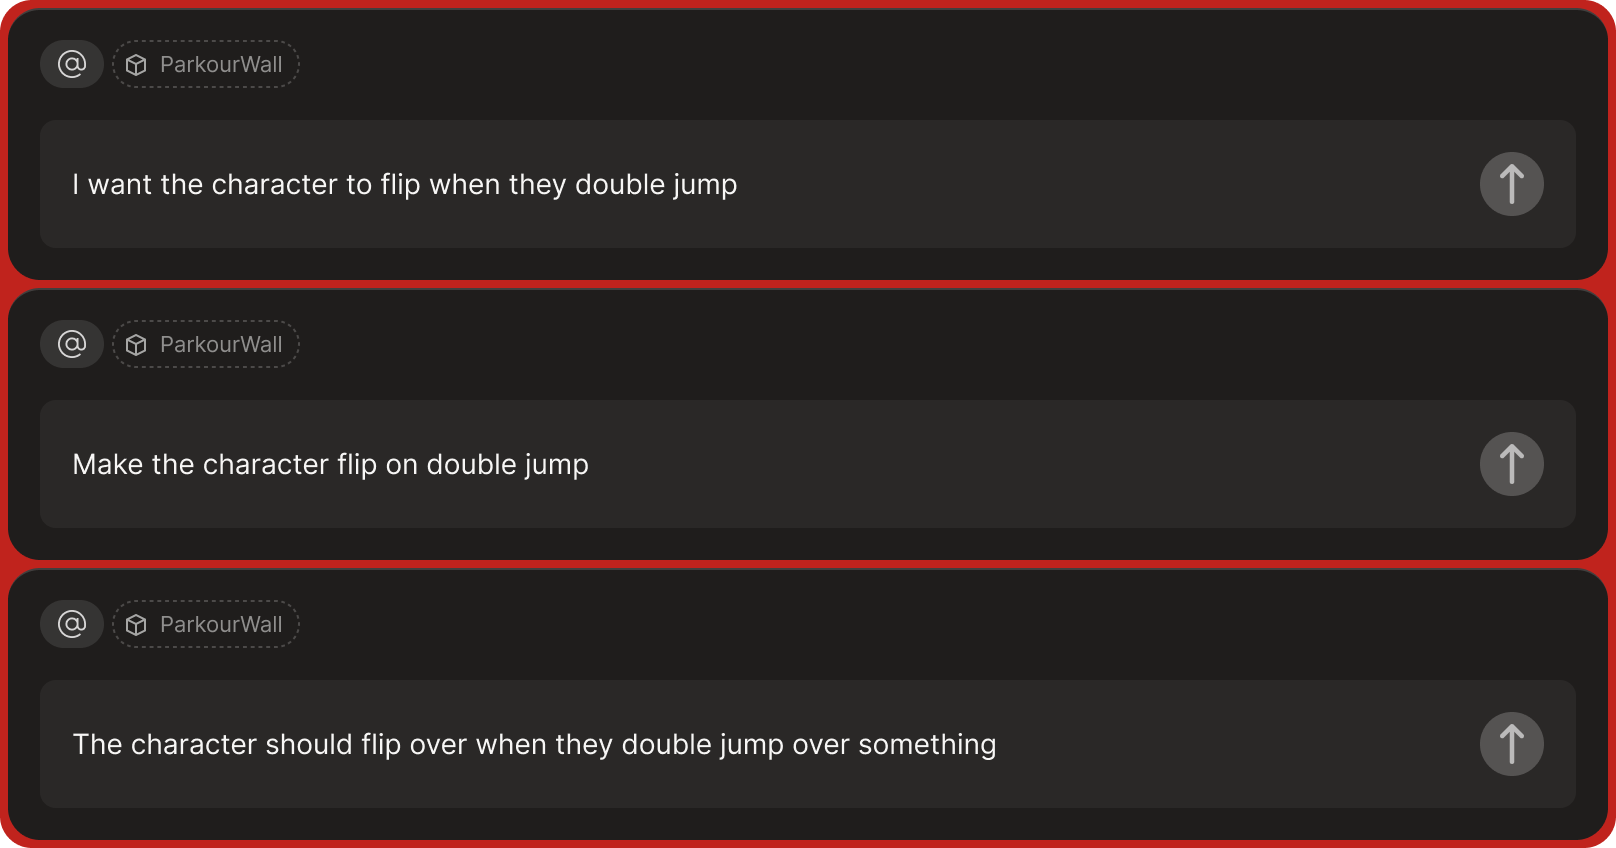 @ ParkourWall
I want the character to flip when they double jump
@ ParkourWall
Make the character flip on double jump
@ ParkourWall
The character should flip over when they double jump over something